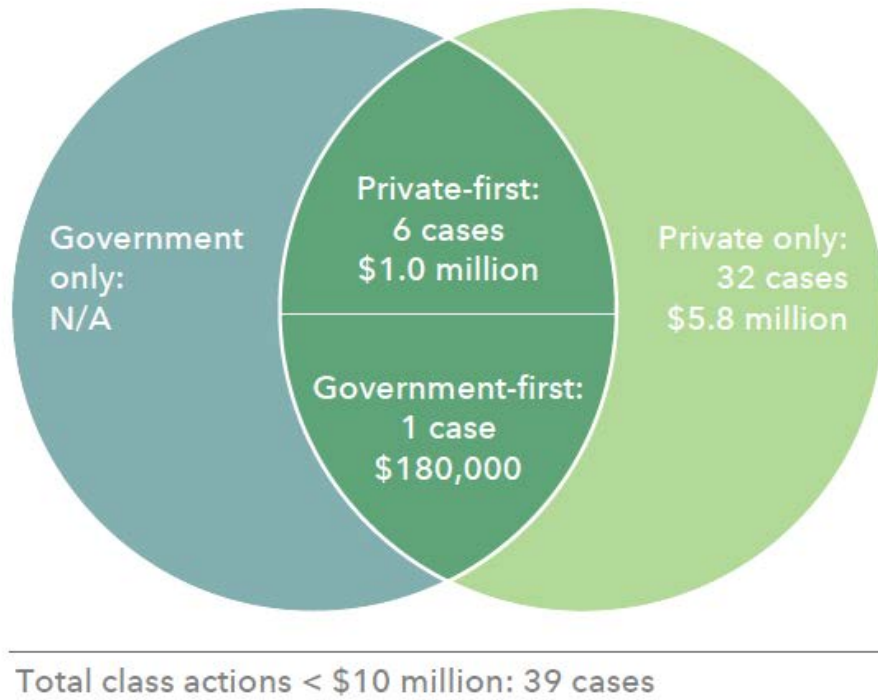 Government
only:
N/A
Private-first:
6 cases
$1.0 million
Government-first:
1 case
$180,000
Private only:
32 cases
$5.8 million
Total class actions < $10 million: 39 cases